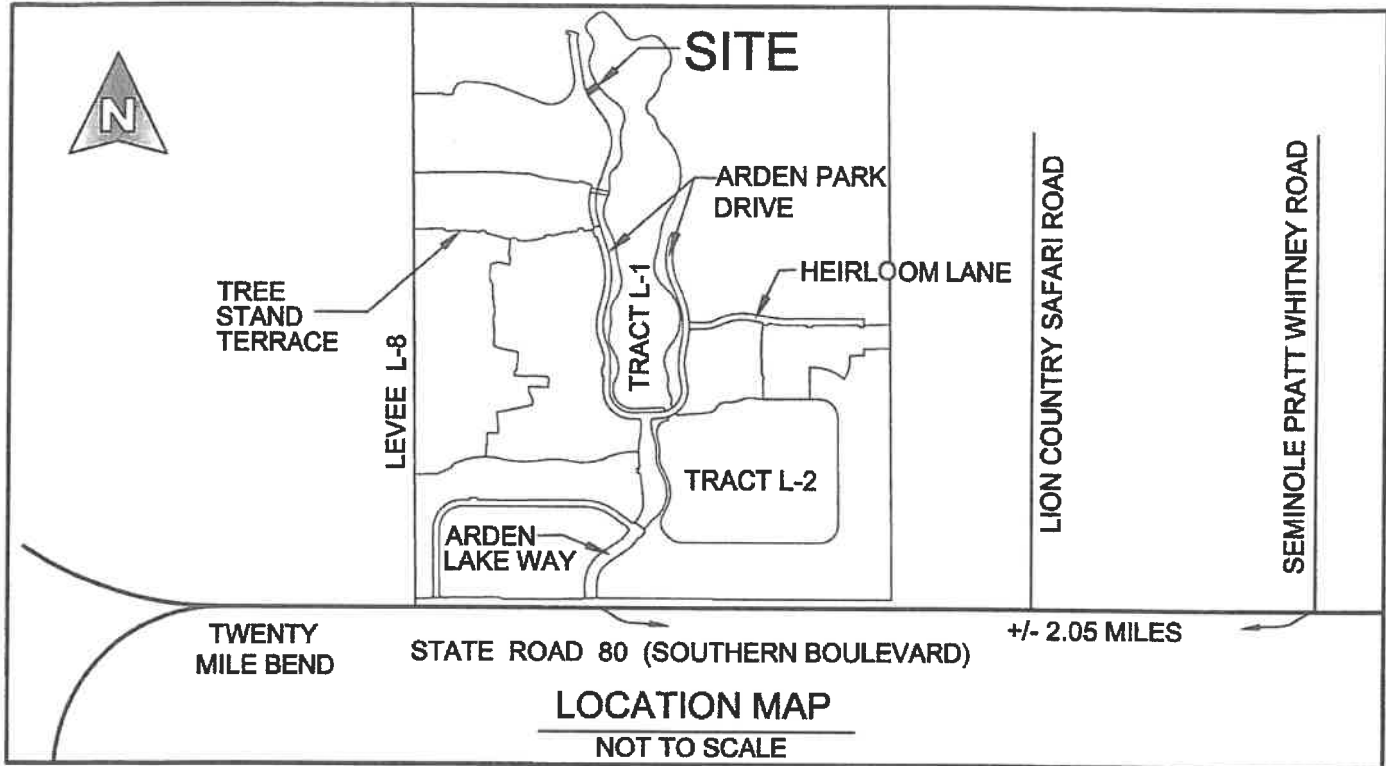 SITE
N
ARDEN PARK
DRIVE
HEIRLOOM LANE
TREE
STAND
TERRACE
LEVEE L-8
TRACT L-1
LION COUNTRY SAFARI ROAD
SEMINOLE PRATT WHITNEY ROAD
TRACT L-2
ARDEN
LAKE WAY
TWENTY
MILE BEND
STATE ROAD 80 (SOUTHERN BOULEVARD)
+/- 2.05 MILES
LOCATION MAP
NOT TO SCALE